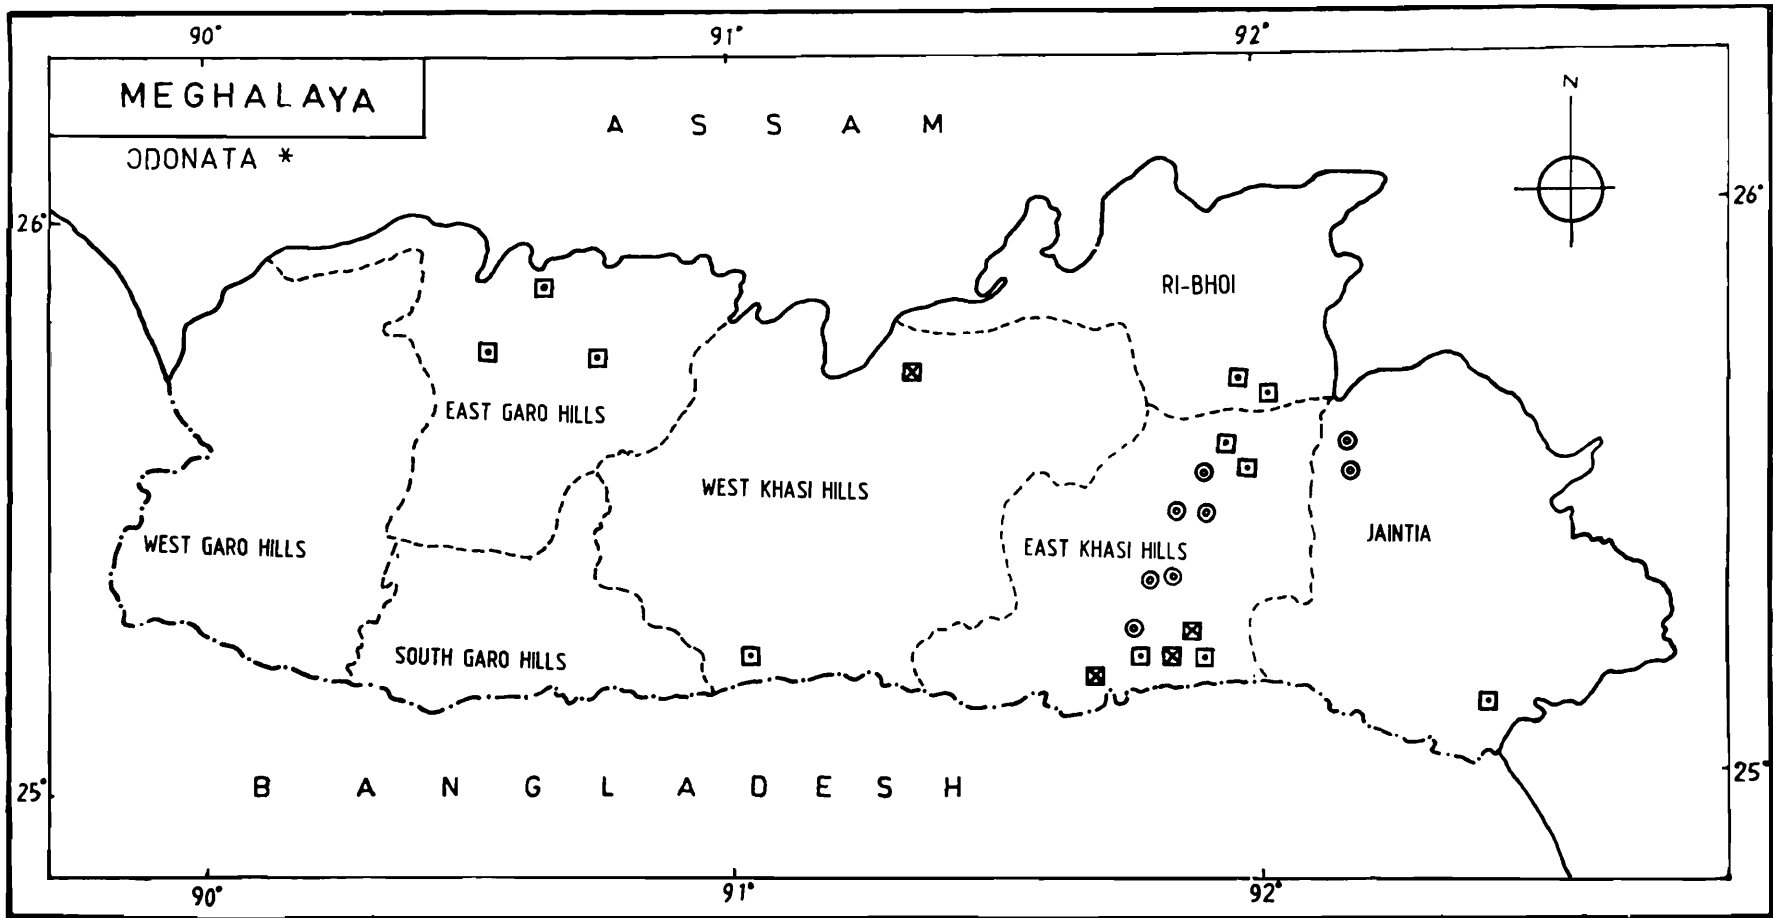 90° 91° 92°
MEGHALAYA
N
A S S A M
ODONATA *
26° 26°
RI-BHOI
EAST GARO HILLS
WEST KHASI HILLS
JAINTIA
WEST GARO HILLS
EAST KHASI HILLS
SOUTH GARO HILLS
25° 25°
B A N G L A D E S H
90° 91° 92°